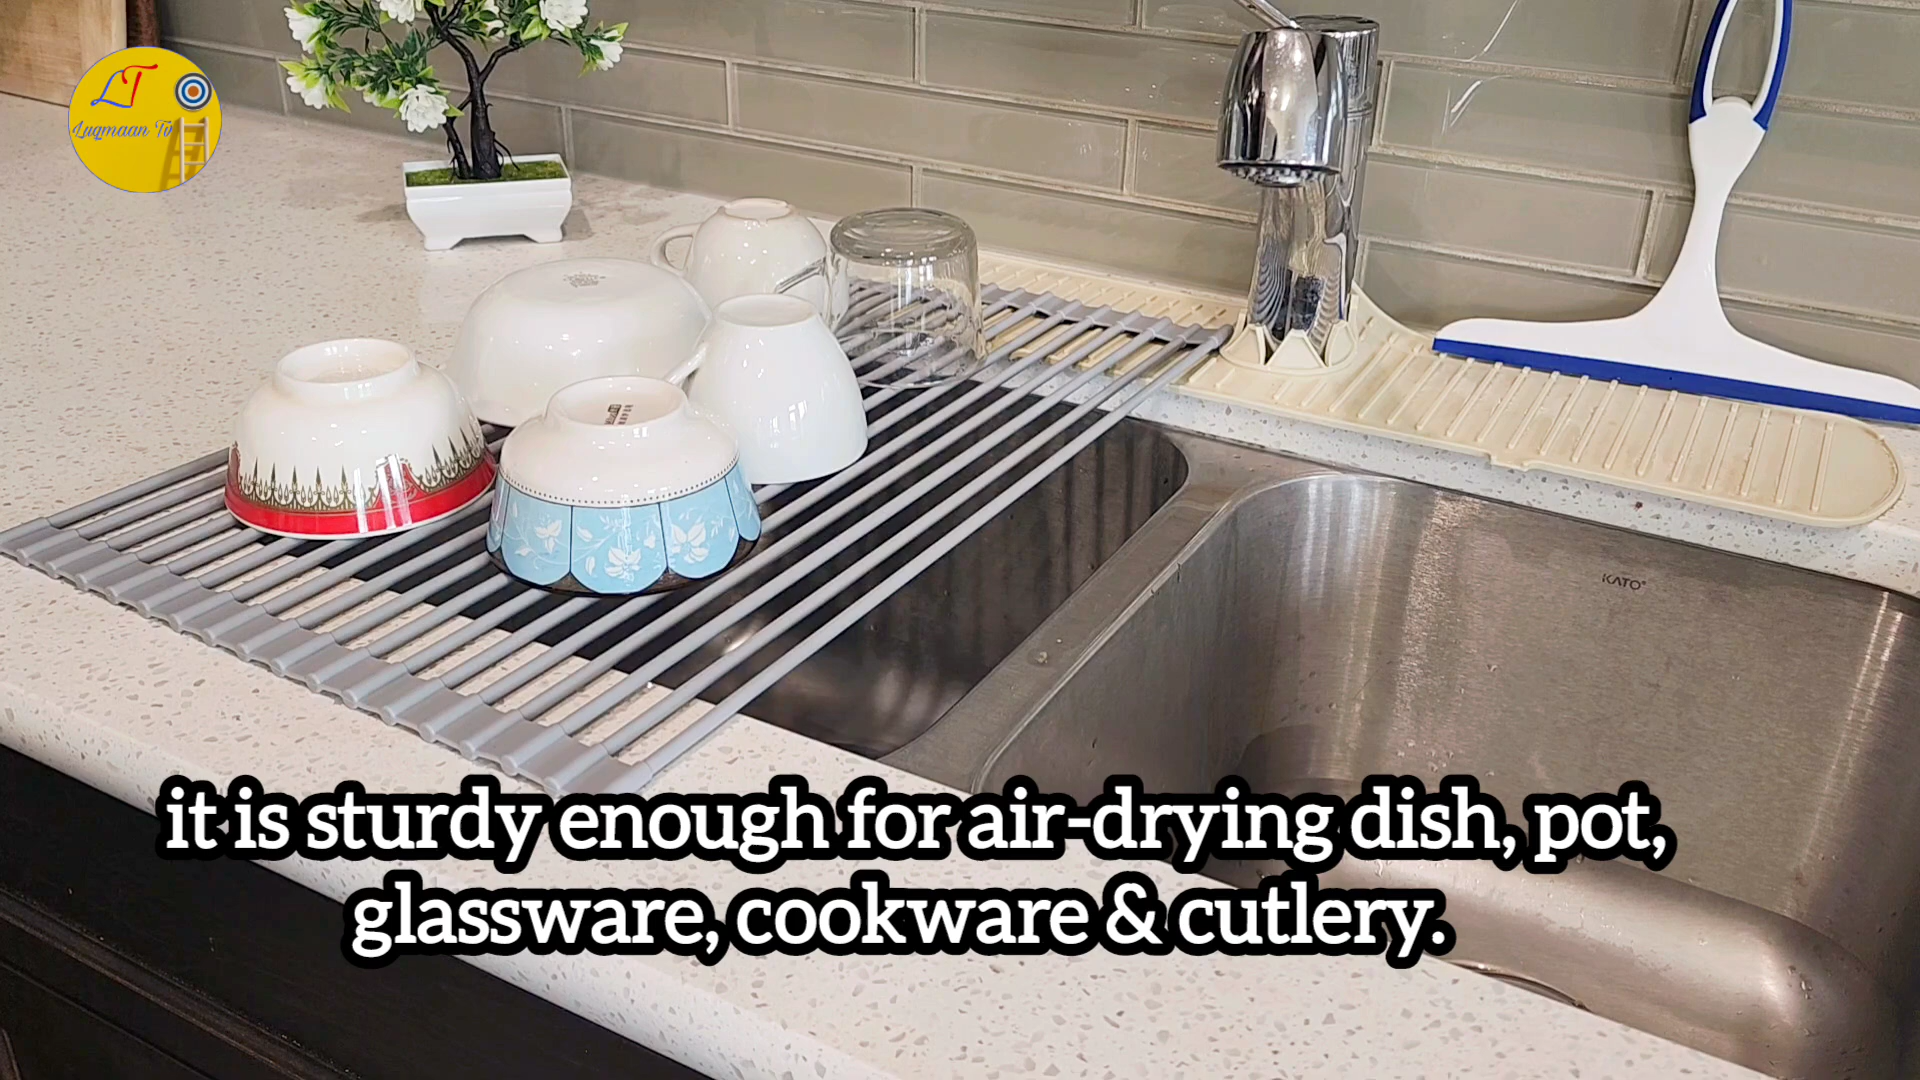 LT
Luqmaan Tv
KATO
it is sturdy enough for air-drying dish, pot,
glassware, cookware & cutlery.